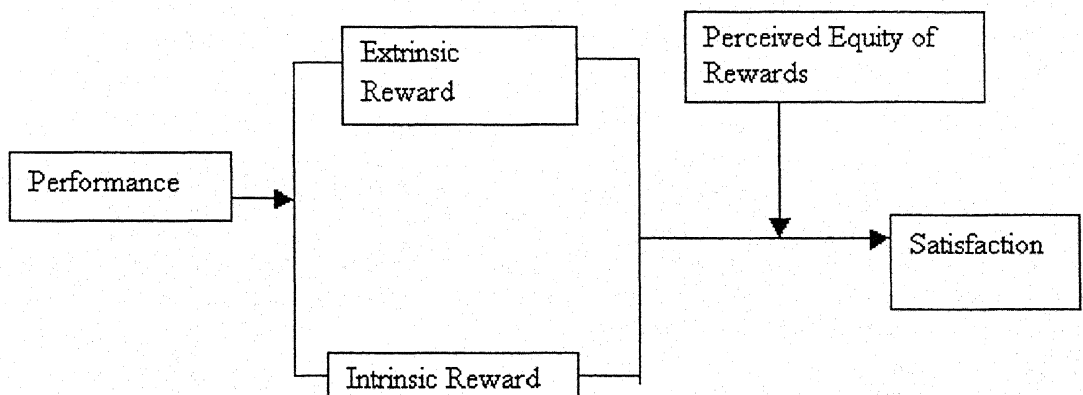 Extrinsic
Reward
Perceived Equity of
Rewards
Performance
Satisfaction
Intrinsic Reward